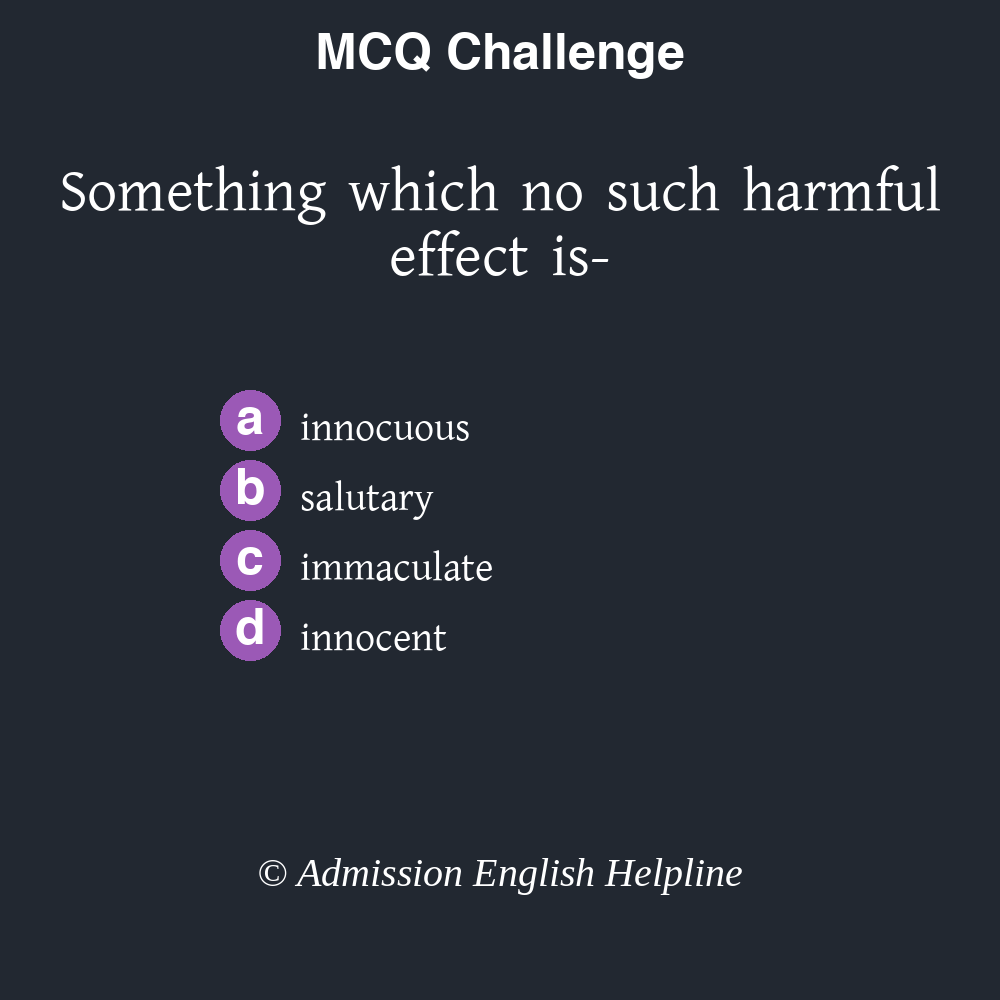 MCQ Challenge
Something which no such harmful
effect is-
a innocuous
b salutary
c immaculate
d innocent
© Admission English Helpline